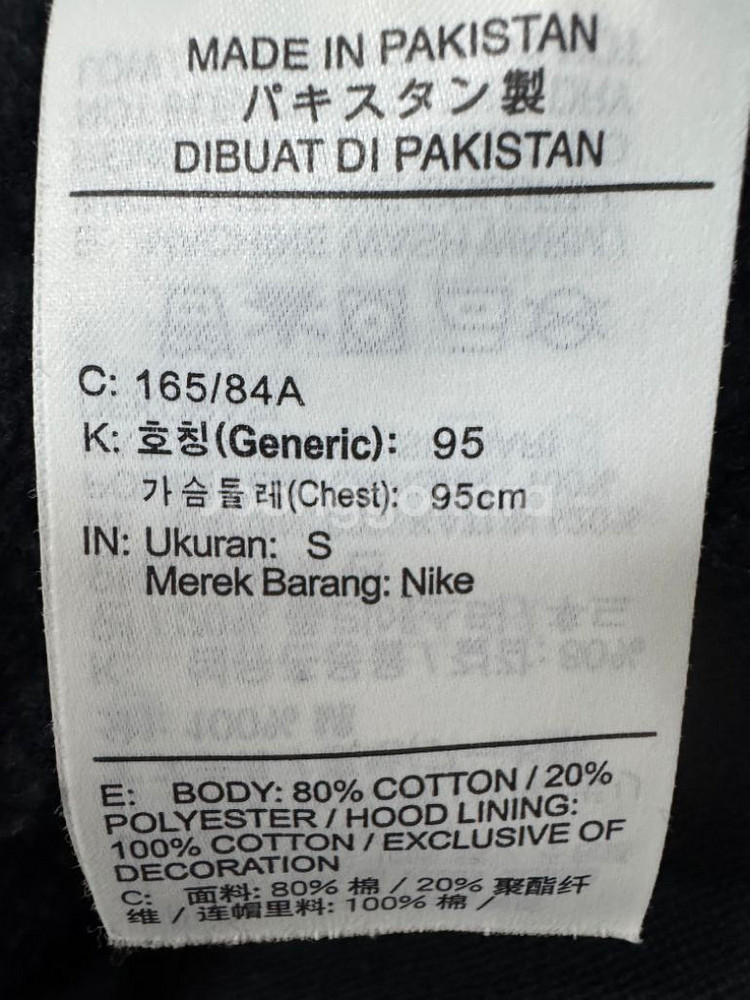 MADE IN PAKISTAN
パキスタン製
DIBUAT DI PAKISTAN
C: 165/84A
K: 호칭(Generic): 95
가슴둘레(Chest): 95cm
IN: Ukuran: S
Merek Barang: Nike
E: BODY: 80% COTTON / 20%
POLYESTER / HOOD LINING:
100% COTTON / EXCLUSIVE OF
DECORATION
C: 面料: 80% 棉 / 20% 聚酯纤
维 / 连帽里料: 100% 棉 /